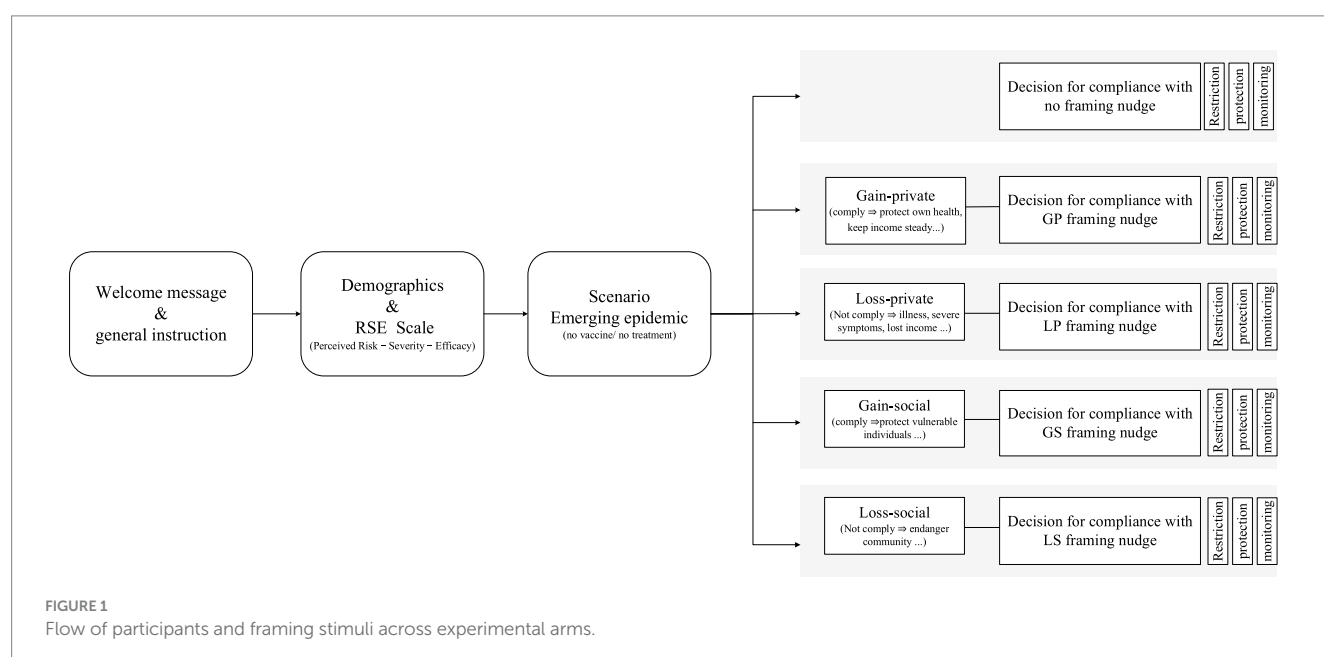 Welcome message
&
general instruction
Demographics
&
RSE Scale
(Perceived Risk – Severity – Efficacy)
Scenario
Emerging epidemic
(no vaccine/ no treatment)
Decision for compliance with
no framing nudge
Restriction
protection
monitoring
Gain-private
(comply ⇒ protect own health,
keep income steady...)
Decision for compliance with
GP framing nudge
Restriction
protection
monitoring
Loss-private
(Not comply ⇒ illness, severe
symptoms, lost income ...)
Decision for compliance with
LP framing nudge
Restriction
protection
monitoring
Gain-social
(comply ⇒protect vulnerable
individuals ...)
Decision for compliance with
GS framing nudge
Restriction
protection
monitoring
Loss-social
(Not comply ⇒ endanger
community ...)
Decision for compliance with
LS framing nudge
Restriction
protection
monitoring
FIGURE 1
Flow of participants and framing stimuli across experimental arms.